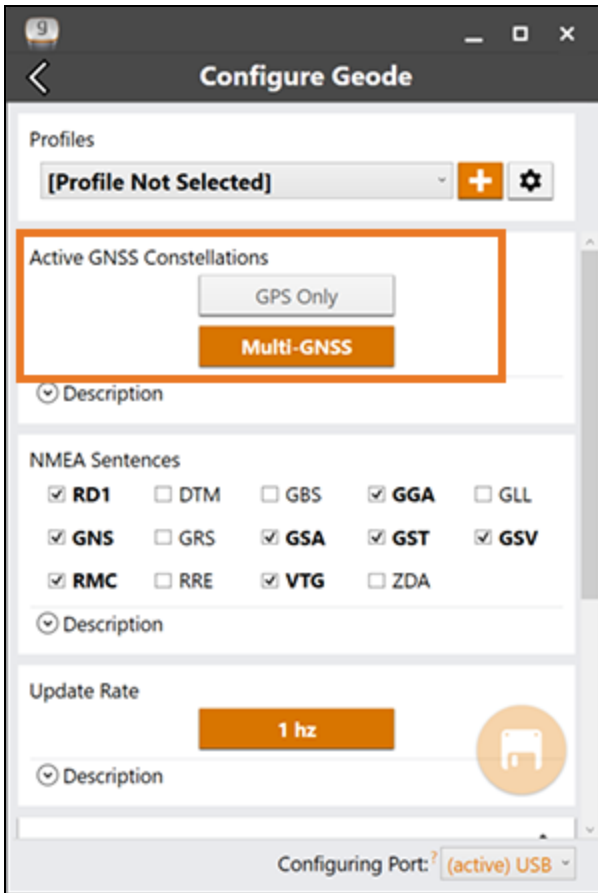 9
Configure Geode
Profiles
[Profile Not Selected]
Active GNSS Constellations
GPS Only
Multi-GNSS
Description
NMEA Sentences
RD1 DTM GBS GGA GLL
GNS GRS GSA GST GSV
RMC RRE VTG ZDA
Description
Update Rate
1 hz
Description
Configuring Port:? (active) USB